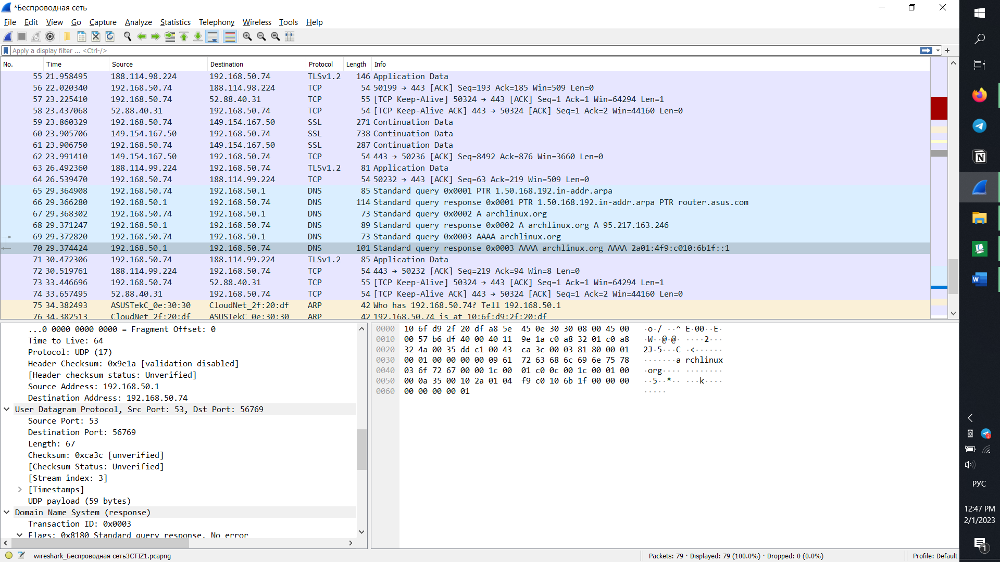 *Беспроводная сеть
File Edit View Go Capture Analyze Statistics Telephony Wireless Tools Help
Apply a display filter ... <Ctrl-/>
No. Time Source Destination Protocol Length Info
55 21.958495 188.114.98.224 192.168.50.74 TLSv1.2 146 Application Data
56 22.020340 192.168.50.74 188.114.98.224 TCP 54 50199 → 443 [ACK] Seq=193 Ack=185 Win=509 Len=0
57 23.225410 192.168.50.74 52.88.40.31 TCP 55 [TCP Keep-Alive] 50324 → 443 [ACK] Seq=1 Ack=1 Win=64294 Len=1
58 23.437068 52.88.40.31 192.168.50.74 TCP 54 [TCP Keep-Alive ACK] 443 → 50324 [ACK] Seq=1 Ack=2 Win=44160 Len=0
59 23.860329 192.168.50.74 149.154.167.50 SSL 271 Continuation Data
60 23.905706 149.154.167.50 192.168.50.74 SSL 738 Continuation Data
61 23.906750 192.168.50.74 149.154.167.50 SSL 287 Continuation Data
62 23.991410 149.154.167.50 192.168.50.74 TCP 54 443 → 50236 [ACK] Seq=8492 Ack=876 Win=3660 Len=0
63 26.492360 188.114.99.224 192.168.50.74 TLSv1.2 81 Application Data
64 26.539470 192.168.50.74 188.114.99.224 TCP 54 50232 → 443 [ACK] Seq=63 Ack=219 Win=509 Len=0
65 29.364908 192.168.50.74 192.168.50.1 DNS 85 Standard query 0x0001 PTR 1.50.168.192.in-addr.arpa
66 29.366280 192.168.50.1 192.168.50.74 DNS 114 Standard query response 0x0001 PTR 1.50.168.192.in-addr.arpa PTR router.asus.com
67 29.368302 192.168.50.74 192.168.50.1 DNS 73 Standard query 0x0002 A archlinux.org
68 29.371247 192.168.50.1 192.168.50.74 DNS 89 Standard query response 0x0002 A archlinux.org A 95.217.163.246
69 29.372820 192.168.50.74 192.168.50.1 DNS 73 Standard query 0x0003 AAAA archlinux.org
70 29.374424 192.168.50.1 192.168.50.74 DNS 101 Standard query response 0x0003 AAAA archlinux.org AAAA 2a01:4f9:c010:6b1f::1
71 30.472306 192.168.50.74 188.114.99.224 TLSv1.2 85 Application Data
72 30.519761 188.114.99.224 192.168.50.74 TCP 54 443 → 50232 [ACK] Seq=219 Ack=94 Win=8 Len=0
73 33.446696 192.168.50.74 52.88.40.31 TCP 55 [TCP Keep-Alive] 50324 → 443 [ACK] Seq=1 Ack=1 Win=64294 Len=1
74 33.657495 52.88.40.31 192.168.50.74 TCP 54 [TCP Keep-Alive ACK] 443 → 50324 [ACK] Seq=1 Ack=2 Win=44160 Len=0
75 34.382493 ASUSTekC_0e:30:30 CloudNet_2f:20:df ARP 42 Who has 192.168.50.74? Tell 192.168.50.1
76 34.382513 CloudNet_2f:20:df ASUSTekC_0e:30:30 ARP 42 192.168.50.74 is at 10:6f:d9:2f:20:df
...0 0000 0000 0000 = Fragment Offset: 0
Time to Live: 64
Protocol: UDP (17)
Header Checksum: 0x9e1a [validation disabled]
[Header checksum status: Unverified]
Source Address: 192.168.50.1
Destination Address: 192.168.50.74
User Datagram Protocol, Src Port: 53, Dst Port: 56769
Source Port: 53
Destination Port: 56769
Length: 67
Checksum: 0xca3c [unverified]
[Checksum Status: Unverified]
[Stream index: 3]
[Timestamps]
UDP payload (59 bytes)
Domain Name System (response)
Transaction ID: 0x0003
Flags: 0x8180 Standard query response, No error
0000 10 6f d9 2f 20 df a8 5e 45 0e 30 30 08 00 45 00 ·o·/ ··^ E·00··E·
0010 00 57 b6 df 40 00 40 11 9e 1a c0 a8 32 01 c0 a8 ·W··@·@· ····2···
0020 32 4a 00 35 dd c1 00 43 ca 3c 00 03 81 80 00 01 2J·5···C ·<······
0030 00 01 00 00 00 00 09 61 72 63 68 6c 69 6e 75 78 ·······a rchlinux
0040 03 6f 72 67 00 00 1c 00 01 c0 0c 00 1c 00 01 00 ·org···· ········
0050 00 0a 35 00 10 2a 01 04 f9 c0 10 6b 1f 00 00 00 ··5··*·· ···k····
0060 00 00 00 00 01 ·····
wireshark_Беспроводная сеть3CTIZ1.pcapng
Packets: 79 · Displayed: 79 (100.0%) · Dropped: 0 (0.0%)
Profile: Default
РУС
12:47 PM
2/1/2023
1